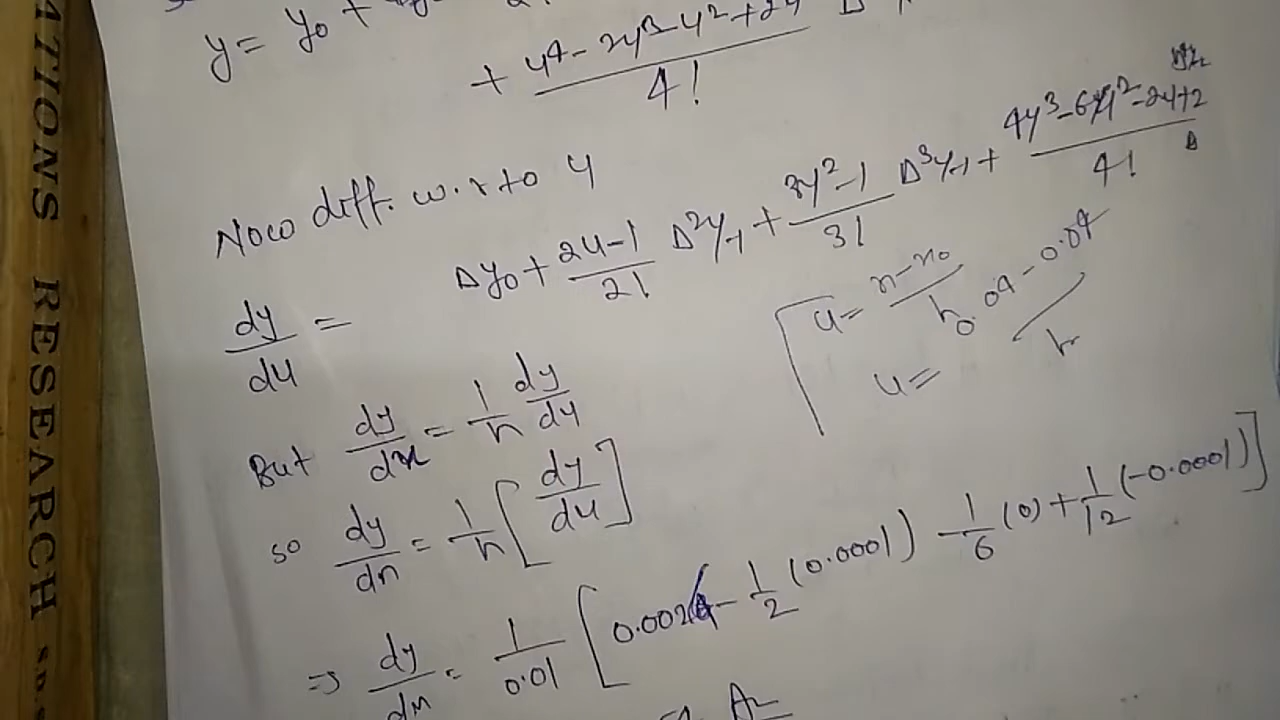 ATIONS RESEARCH S.D.S
y = y₀ +
+ (u⁴ - 2u³ - u² + 2u)/4! Δ
Now diff. w.r to u
dy/du = Δy₀ + (2u-1)/2! Δ²y₋₁ + (3u²-1)/3! Δ³y₋₁ + (4u³-6u²-2u+2)/4! Δ
u = (x-x₀)/h
u = (0.04-0.04)/h
But dy/dx = 1/h dy/du
so dy/dx = 1/h [dy/du]
⇒ dy/dx = 1/0.01 [0.0026 - 1/2 (0.0001) - 1/6 (0) + 1/12 (-0.0001)]